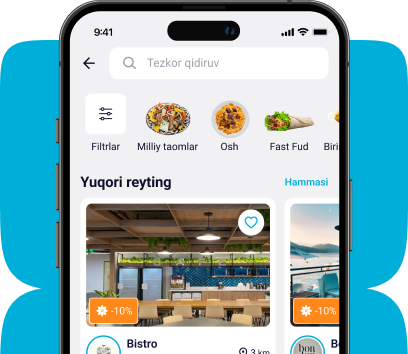 9:41
Tezkor qidiruv
Filtrlar
Milliy taomlar
Osh
Fast Fud
Biri
Yuqori reyting
Hammasi
-10%
-10%
Bistro
3 km